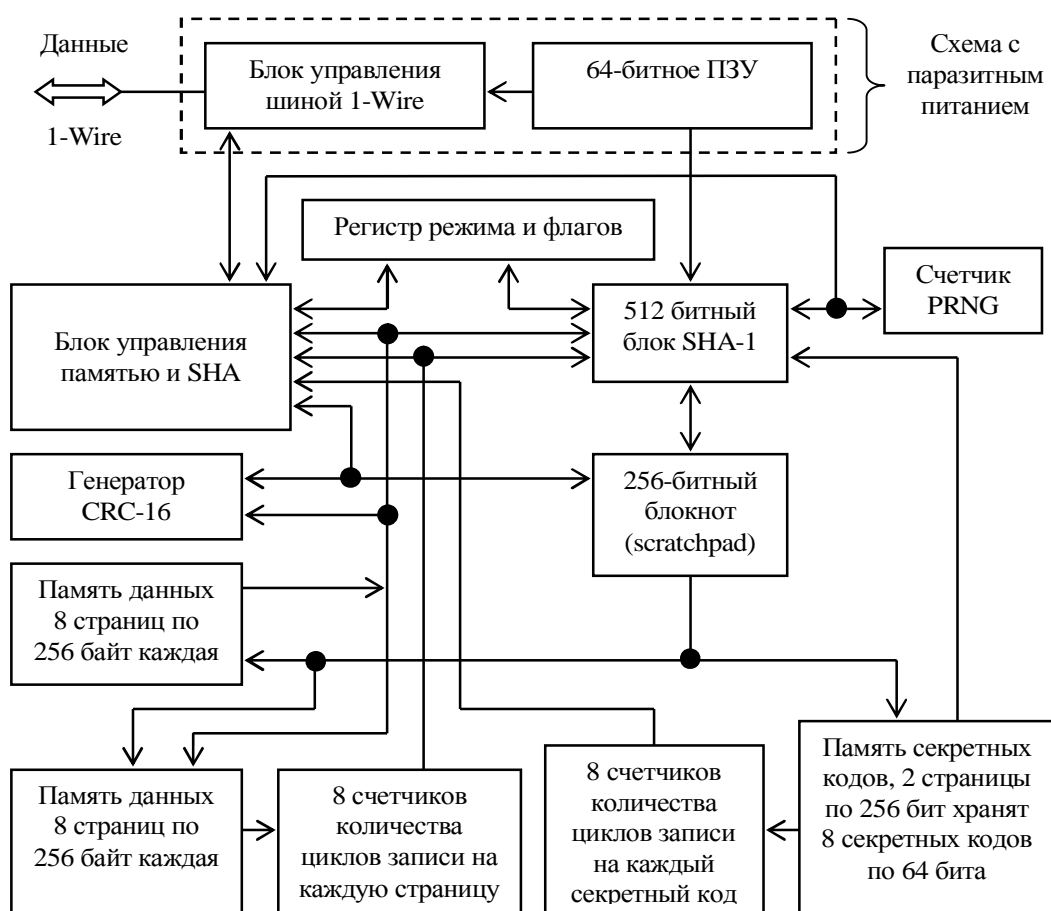 Данные
1-Wire
Блок управления
шиной 1-Wire
64-битное ПЗУ
Схема с
паразитным
питанием
Регистр режима и флагов
Блок управления
памятью и SHA
512 битный
блок SHA-1
Счетчик
PRNG
Генератор
CRC-16
256-битный
блокнот
(scratchpad)
Память данных
8 страниц по
256 байт каждая
Память данных
8 страниц по
256 байт каждая
8 счетчиков
количества
циклов записи на
каждую страницу
8 счетчиков
количества
циклов записи
на каждый
секретный код
Память секретных
кодов, 2 страницы
по 256 бит хранят
8 секретных кодов
по 64 бита